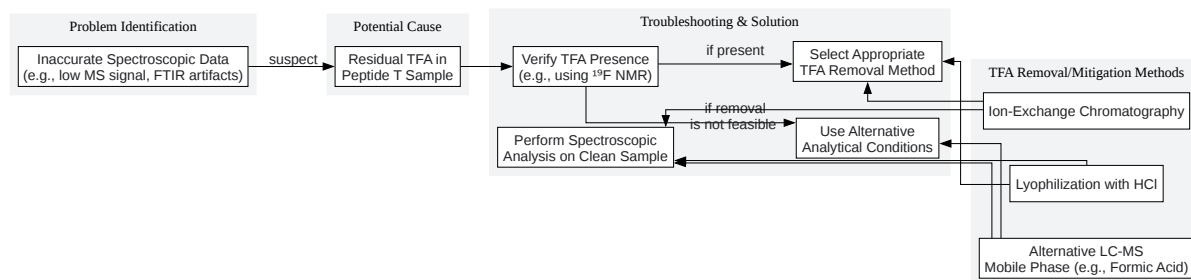 Problem Identification
Inaccurate Spectroscopic Data
(e.g., low MS signal, FTIR artifacts)
suspect
Potential Cause
Residual TFA in
Peptide T Sample
Troubleshooting & Solution
Verify TFA Presence
(e.g., using ¹⁹F NMR)
if present
Select Appropriate
TFA Removal Method
if removal
is not feasible
Perform Spectroscopic
Analysis on Clean Sample
Use Alternative
Analytical Conditions
TFA Removal/Mitigation Methods
Ion-Exchange Chromatography
Lyophilization with HCl
Alternative LC-MS
Mobile Phase (e.g., Formic Acid)